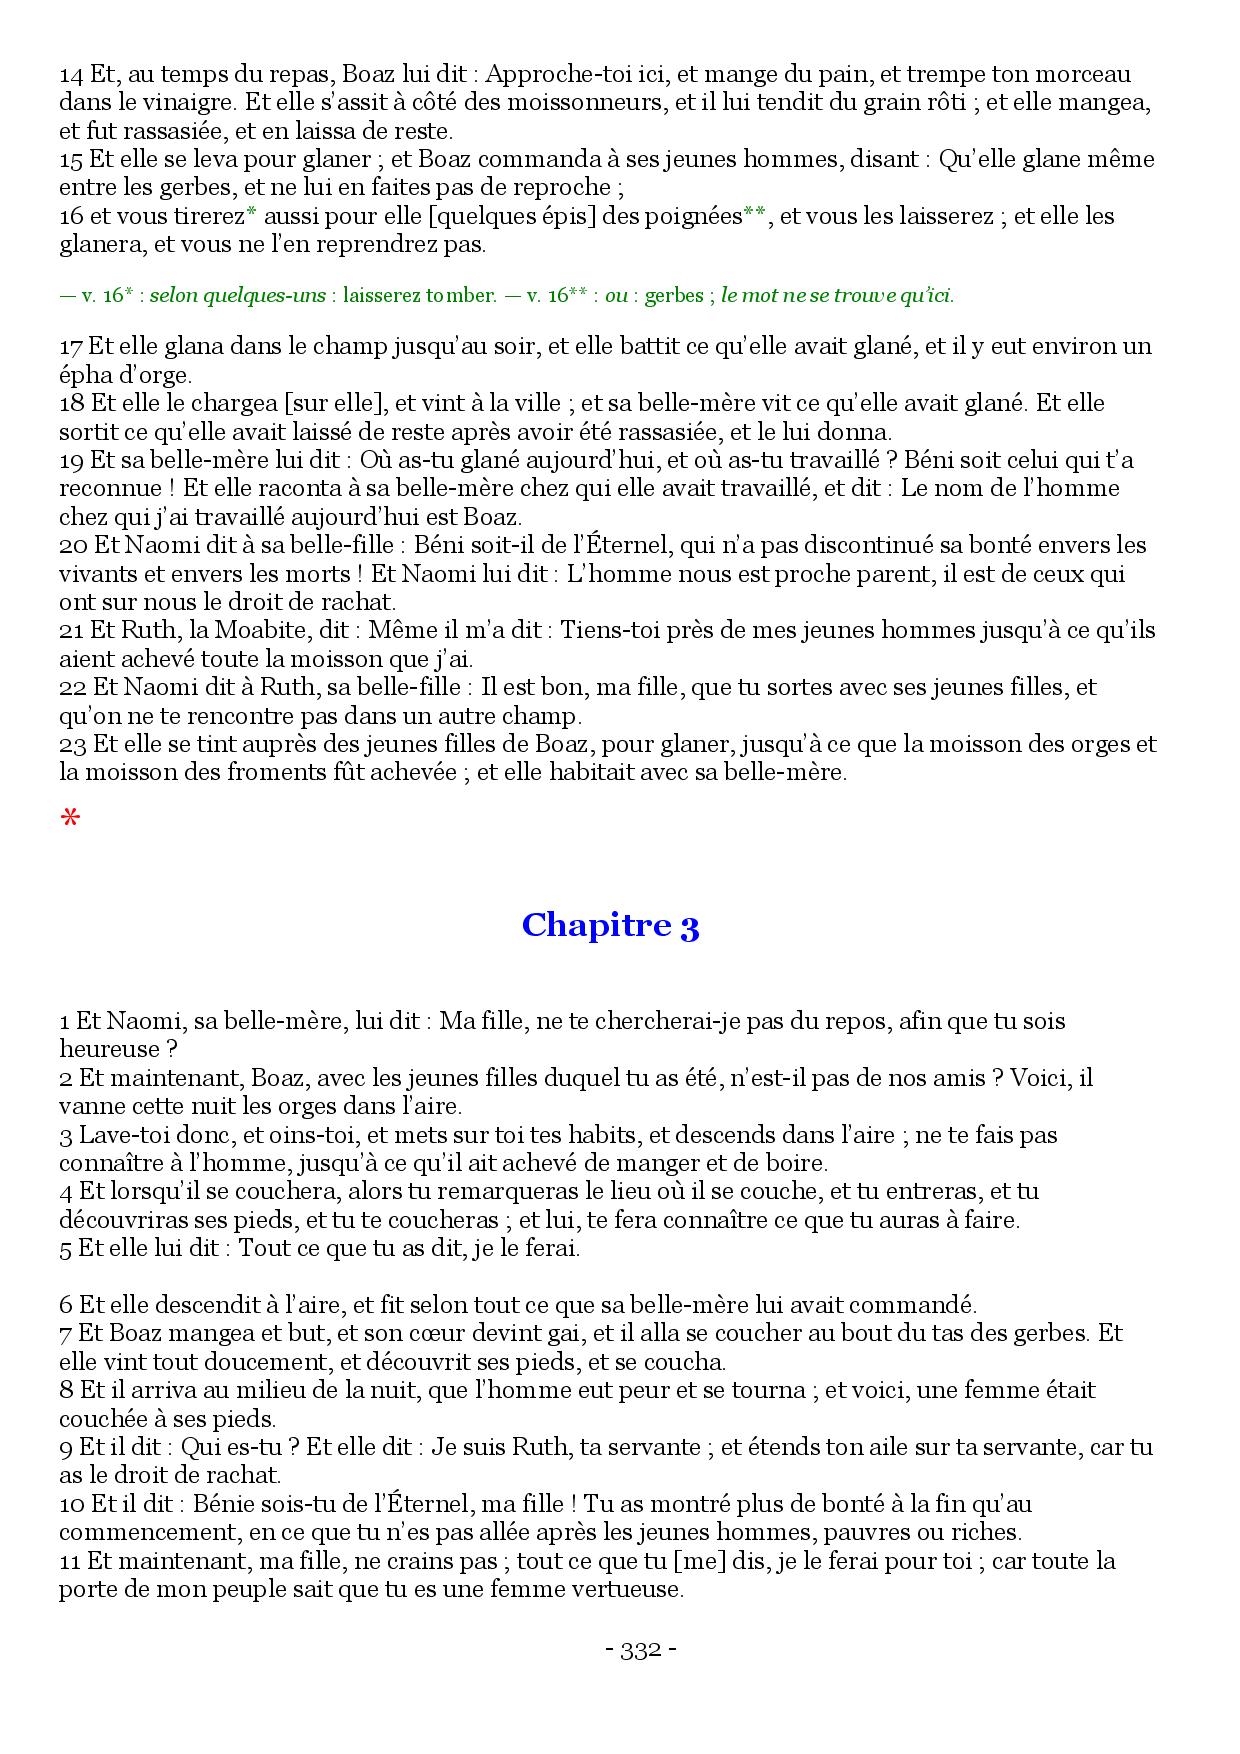 14 Et, au temps du repas, Boaz lui dit : Approche-toi ici, et mange du pain, et trempe ton morceau
dans le vinaigre. Et elle s’assit à côté des moissonneurs, et il lui tendit du grain rôti ; et elle mangea,
et fut rassasiée, et en laissa de reste.
15 Et elle se leva pour glaner ; et Boaz commanda à ses jeunes hommes, disant : Qu’elle glane même
entre les gerbes, et ne lui en faites pas de reproche ;
16 et vous tirerez* aussi pour elle [quelques épis] des poignées**, et vous les laisserez ; et elle les
glanera, et vous ne l’en reprendrez pas.
— v. 16* : selon quelques-uns : laisserez tomber. — v. 16** : ou : gerbes ; le mot ne se trouve qu’ici.
17 Et elle glana dans le champ jusqu’au soir, et elle battit ce qu’elle avait glané, et il y eut environ un
épha d’orge.
18 Et elle le chargea [sur elle], et vint à la ville ; et sa belle-mère vit ce qu’elle avait glané. Et elle
sortit ce qu’elle avait laissé de reste après avoir été rassasiée, et le lui donna.
19 Et sa belle-mère lui dit : Où as-tu glané aujourd’hui, et où as-tu travaillé ? Béni soit celui qui t’a
reconnue ! Et elle raconta à sa belle-mère chez qui elle avait travaillé, et dit : Le nom de l’homme
chez qui j’ai travaillé aujourd’hui est Boaz.
20 Et Naomi dit à sa belle-fille : Béni soit-il de l’Éternel, qui n’a pas discontinué sa bonté envers les
vivants et envers les morts ! Et Naomi lui dit : L’homme nous est proche parent, il est de ceux qui
ont sur nous le droit de rachat.
21 Et Ruth, la Moabite, dit : Même il m’a dit : Tiens-toi près de mes jeunes hommes jusqu’à ce qu’ils
aient achevé toute la moisson que j’ai.
22 Et Naomi dit à Ruth, sa belle-fille : Il est bon, ma fille, que tu sortes avec ses jeunes filles, et
qu’on ne te rencontre pas dans un autre champ.
23 Et elle se tint auprès des jeunes filles de Boaz, pour glaner, jusqu’à ce que la moisson des orges et
la moisson des froments fût achevée ; et elle habitait avec sa belle-mère.
*
Chapitre 3
1 Et Naomi, sa belle-mère, lui dit : Ma fille, ne te chercherai-je pas du repos, afin que tu sois
heureuse ?
2 Et maintenant, Boaz, avec les jeunes filles duquel tu as été, n’est-il pas de nos amis ? Voici, il
vanne cette nuit les orges dans l’aire.
3 Lave-toi donc, et oins-toi, et mets sur toi tes habits, et descends dans l’aire ; ne te fais pas
connaître à l’homme, jusqu’à ce qu’il ait achevé de manger et de boire.
4 Et lorsqu’il se couchera, alors tu remarqueras le lieu où il se couche, et tu entreras, et tu
découvriras ses pieds, et tu te coucheras ; et lui, te fera connaître ce que tu auras à faire.
5 Et elle lui dit : Tout ce que tu as dit, je le ferai.
6 Et elle descendit à l’aire, et fit selon tout ce que sa belle-mère lui avait commandé.
7 Et Boaz mangea et but, et son cœur devint gai, et il alla se coucher au bout du tas des gerbes. Et
elle vint tout doucement, et découvrit ses pieds, et se coucha.
8 Et il arriva au milieu de la nuit, que l’homme eut peur et se tourna ; et voici, une femme était
couchée à ses pieds.
9 Et il dit : Qui es-tu ? Et elle dit : Je suis Ruth, ta servante ; et étends ton aile sur ta servante, car tu
as le droit de rachat.
10 Et il dit : Bénie sois-tu de l’Éternel, ma fille ! Tu as montré plus de bonté à la fin qu’au
commencement, en ce que tu n’es pas allée après les jeunes hommes, pauvres ou riches.
11 Et maintenant, ma fille, ne crains pas ; tout ce que tu [me] dis, je le ferai pour toi ; car toute la
porte de mon peuple sait que tu es une femme vertueuse.
- 332 -